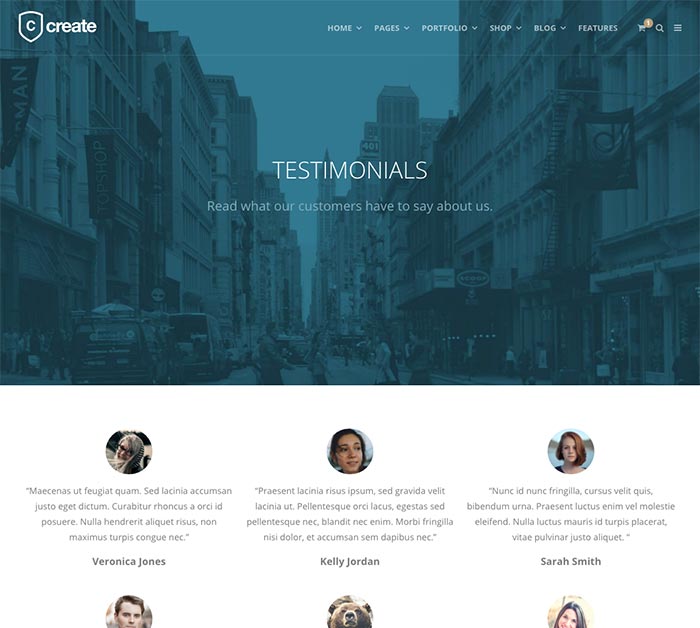 C create
HOME PAGES PORTFOLIO SHOP BLOG FEATURES 1
401
TOPSHOP
TESTIMONIALS
Read what our customers have to say about us.
SCOOP
“Maecenas ut feugiat quam. Sed lacinia accumsan
justo eget dictum. Curabitur rhoncus a orci id
posuere. Nulla hendrerit aliquet risus, non
maximus turpis congue nec.”
Veronica Jones
“Praesent lacinia risus ipsum, sed gravida velit
lacinia ut. Pellentesque orci lacus, egestas sed
pellentesque nec, blandit nec enim. Morbi fringilla
nisi dolor, et accumsan sem dapibus nec.”
Kelly Jordan
“Nunc id nunc fringilla, cursus velit quis,
bibendum urna. Praesent luctus enim vel molestie
eleifend. Nulla luctus mauris id turpis placerat,
vitae pulvinar justo aliquet. ”
Sarah Smith